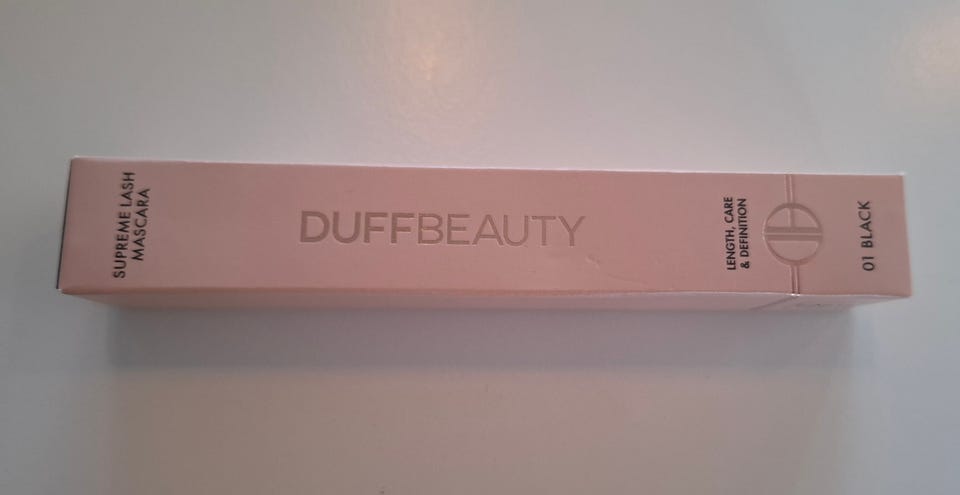 SUPREME LASH
MASCARA
DUFFBEAUTY
LENGTH, CARE
& DEFINITION
01 BLACK